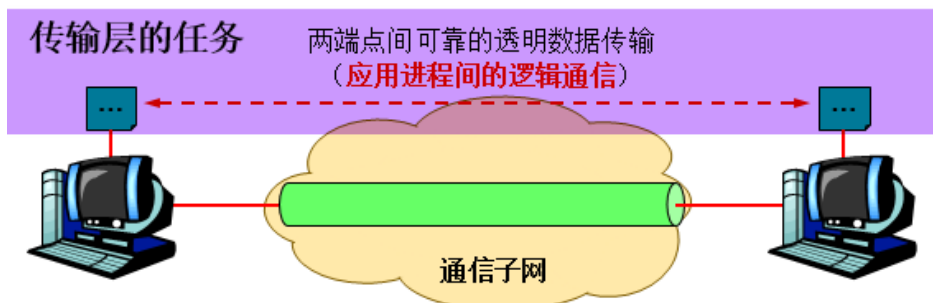 传输层的任务
两端点间可靠的透明数据传输
（应用进程间的逻辑通信）
... ...
通信子网